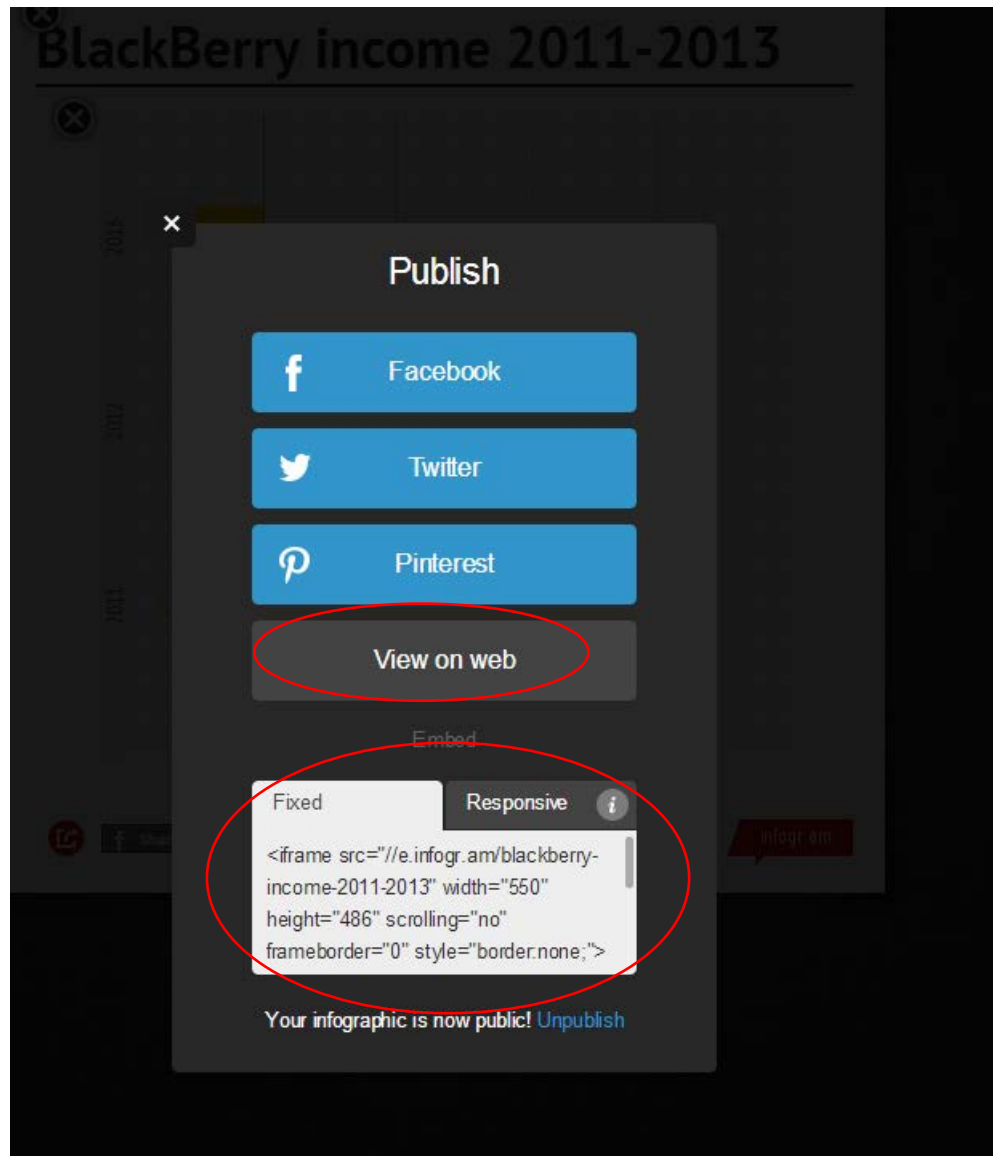 BlackBerry income 2011-2013
Publish
Facebook
Twitter
Pinterest
View on web
Embed
Fixed
Responsive
i
<iframe src="//e.infogr.am/blackberry-
income-2011-2013" width="550"
height="486" scrolling="no"
frameborder="0" style="border:none;">
Your infographic is now public! Unpublish
2012
2011
infogr.am